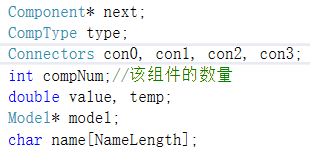 Component* next;
CompType type;
Connectors con0, con1, con2, con3;
int compNum;//该组件的数量
double value, temp;
Model* model;
char name[NameLength];